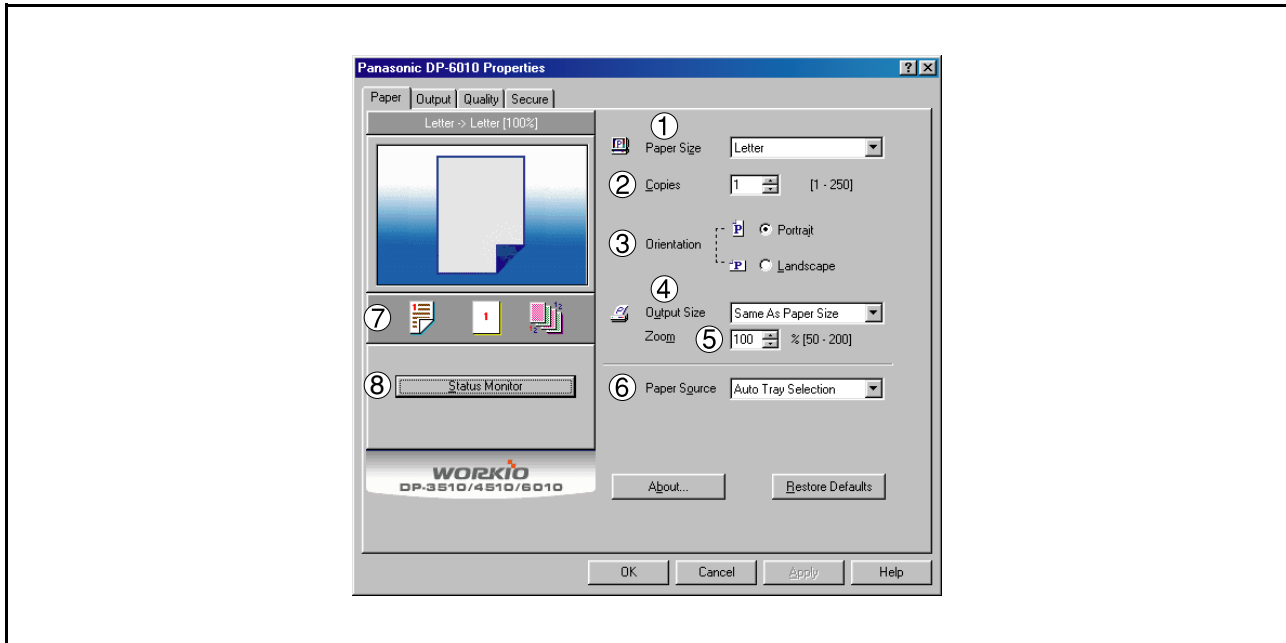 Panasonic DP-6010 Properties
Paper Output Quality Secure
Letter -> Letter [100%]
①
Paper Size Letter
② Copies 1 [1 - 250]
③ Orientation
P Portrait
P Landscape
④
Output Size Same As Paper Size
Zoom ⑤ 100 % [50 - 200]
⑥ Paper Source Auto Tray Selection
⑦ 1 1 12 12
⑧ Status Monitor
WORKiO
DP-3510/4510/6010
About... Restore Defaults
OK Cancel Apply Help